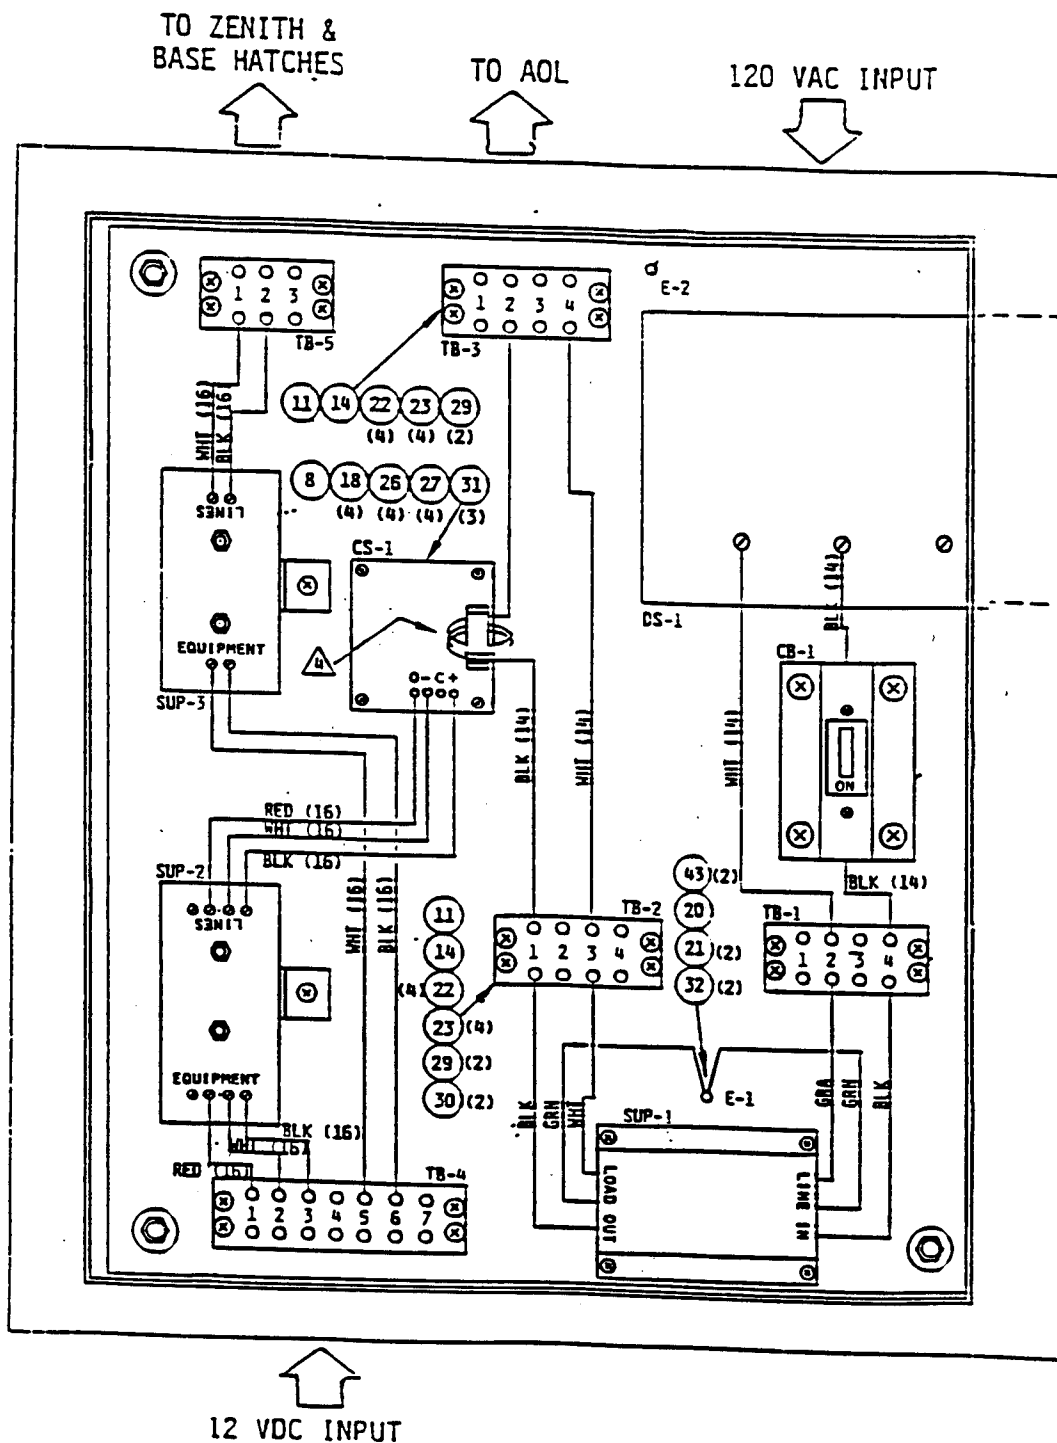 TO ZENITH &
BASE HATCHES
TO AOL
120 VAC INPUT
1 2 3
TB-5
1 2 3 4
TB-3
E-2
WHT (16)
BLK (16)
11 14 22 23 29
(4) (4) (2)
8 18 26 27 31
(4) (4) (4) (3)
LINES
EQUIPMENT
SUP-3
CS-1
4
O-C+
DS-1
BLK (14)
CB-1
ON
WHT (14)
BLK (14)
WHT (14)
BLK (14)
RED (16)
WHT (16)
BLK (16)
SUP-2
LINES
EQUIPMENT
WHT (16)
BLK (16)
11
14
(4) 22
23 (4)
29 (2)
30 (2)
TB-2
1 2 3 4
43 (2)
20
21 (2)
32 (2)
TB-1
1 2 3 4
E-1
BLK
GRN
WHT
GRA
GRN
BLK
SUP-1
LOAD OUT
LINE IN
BLK (16)
WHT (16)
RED (16)
TB-4
1 2 3 4 5 6 7
12 VDC INPUT